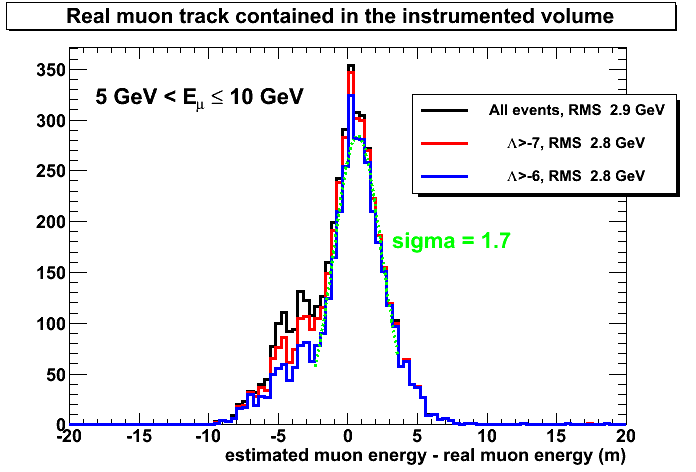 Real muon track contained in the instrumented volume
350
300
250
200
150
100
50
0
5 GeV < Eμ ≤ 10 GeV
All events, RMS 2.9 GeV
Λ>-7, RMS 2.8 GeV
Λ>-6, RMS 2.8 GeV
sigma = 1.7
-20 -15 -10 -5 0 5 10 15 20
estimated muon energy - real muon energy (m)